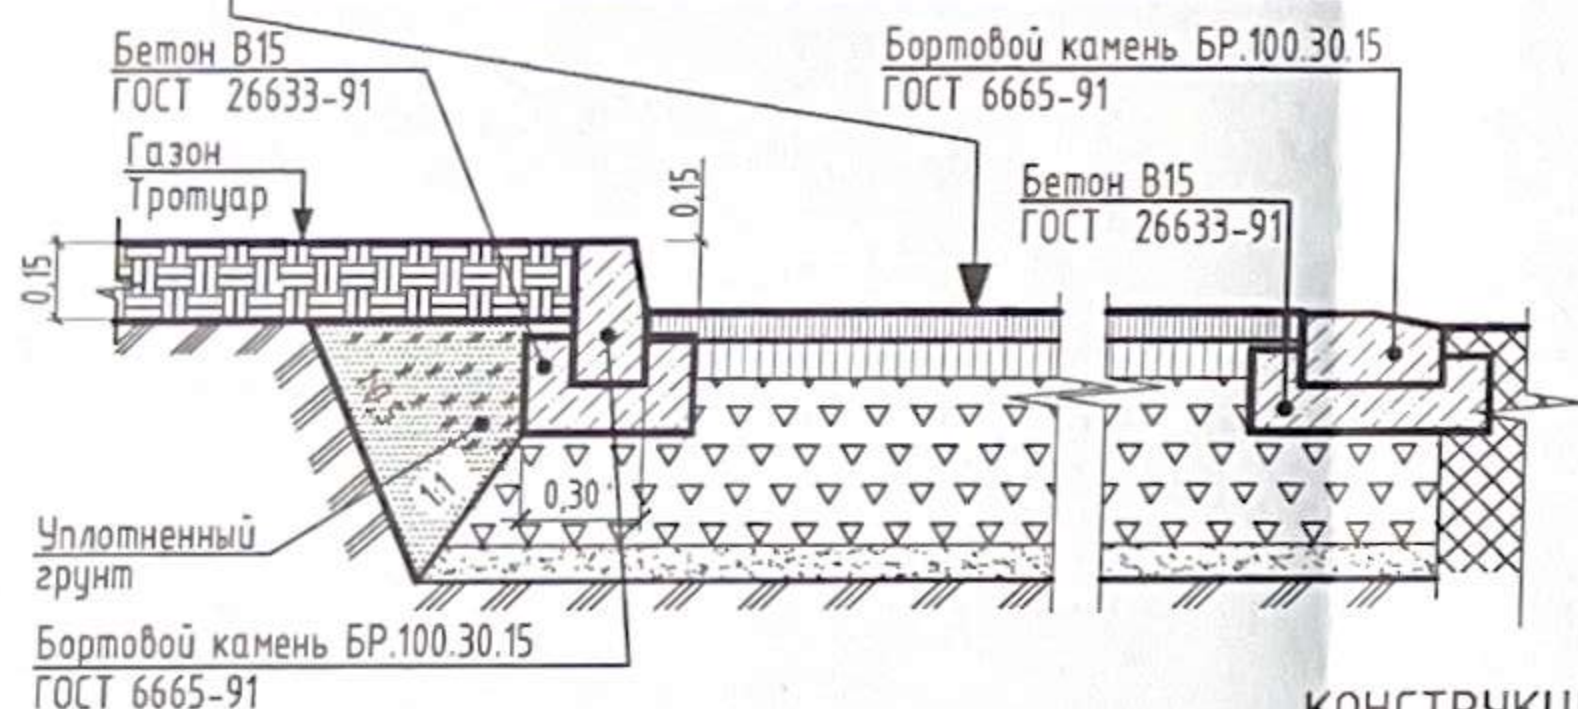 Бетон В15
ГОСТ 26633-91
Бортовой камень БР.100.30.15
ГОСТ 6665-91
Газон
Тротуар
0,15
Бетон В15
ГОСТ 26633-91
0,15
1:1
0,30
Уплотненный
грунт
Бортовой камень БР.100.30.15
ГОСТ 6665-91